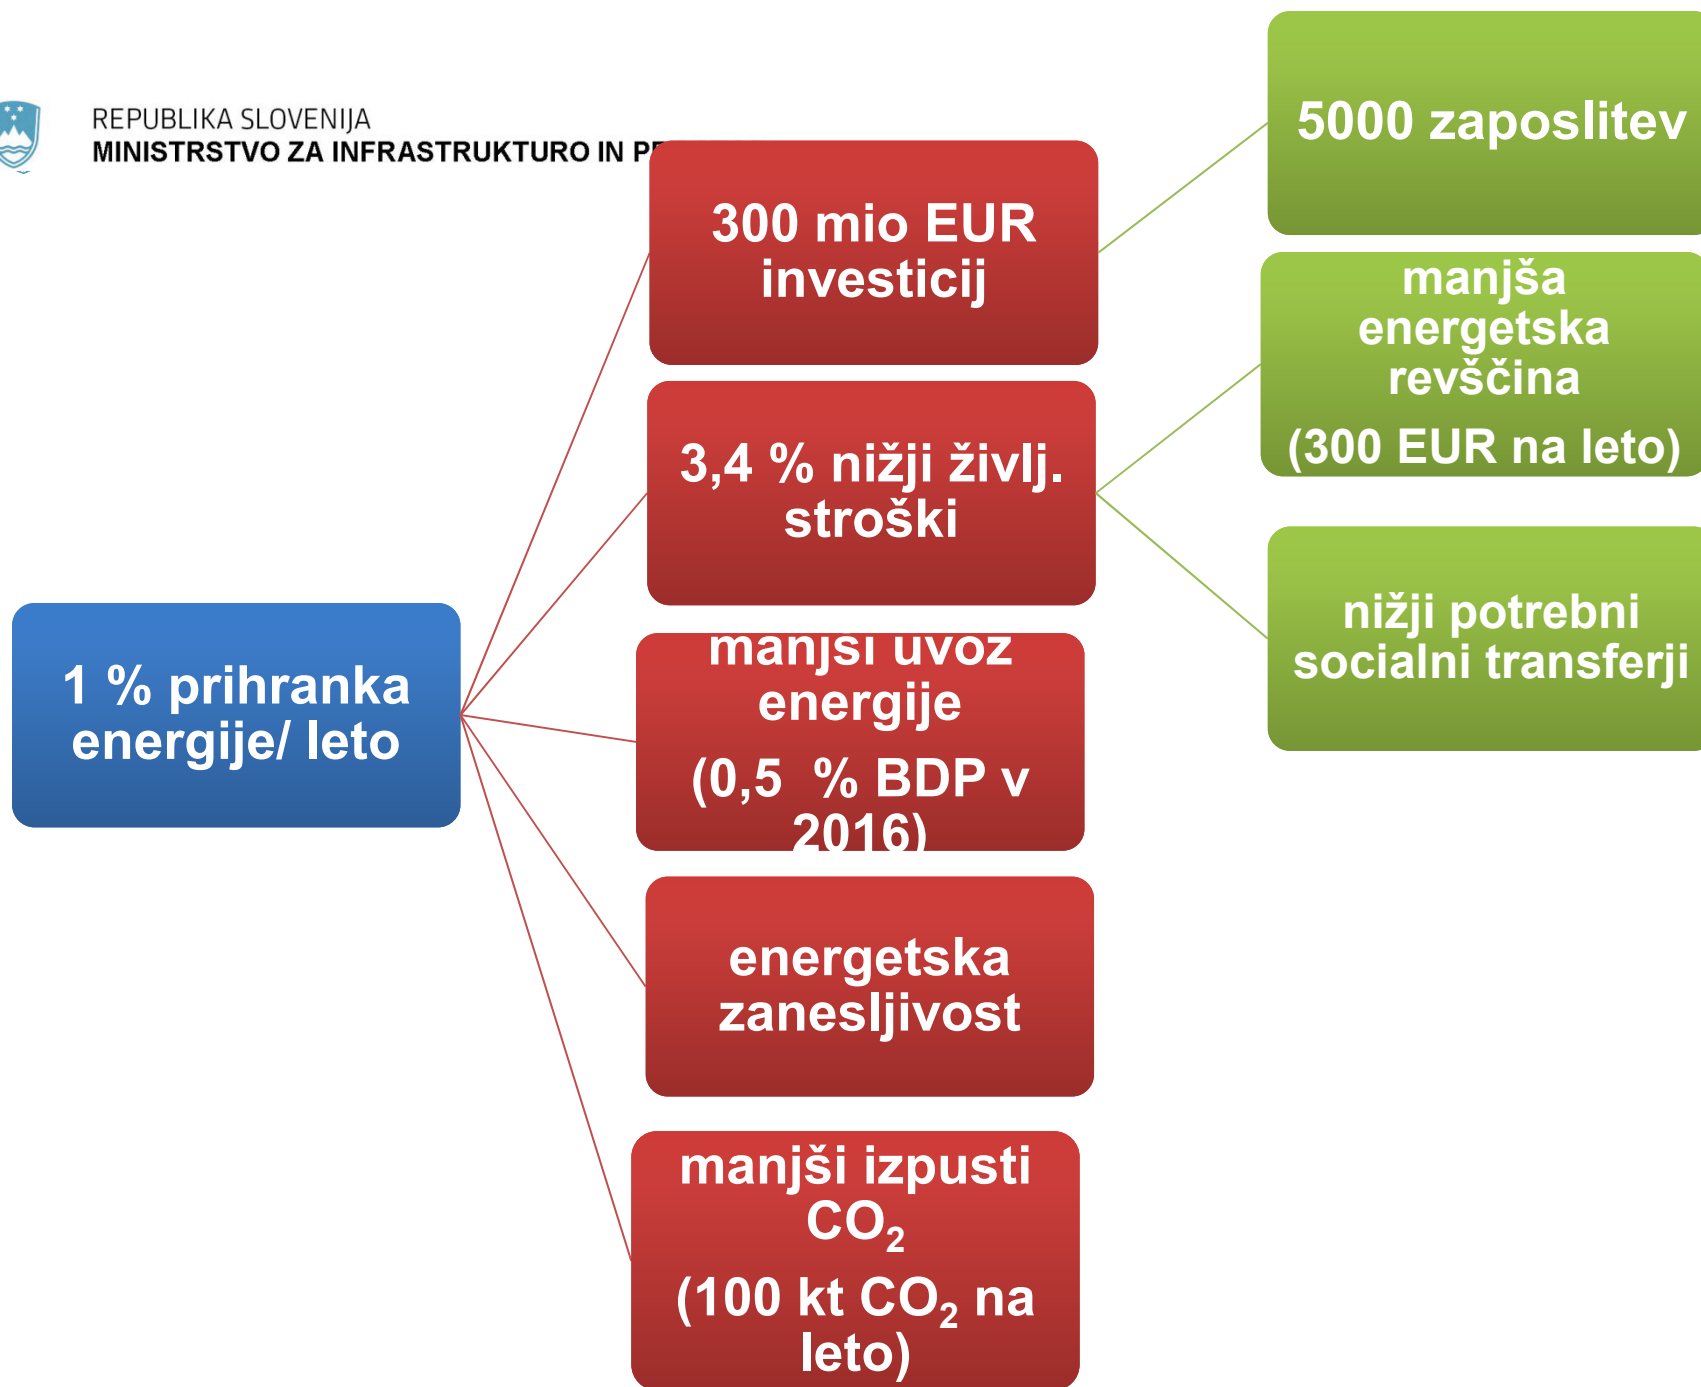 REPUBLIKA SLOVENIJA
MINISTRSTVO ZA INFRASTRUKTURO IN
1 % prihranka
energije/ leto
300 mio EUR
investicij
3,4 % nižji življ.
stroški
manjši uvoz
energije
(0,5 % BDP v
2016)
energetska
zanesljivost
manjši izpusti
CO₂
(100 kt CO₂ na
leto)
5000 zaposlitev
manjša
energetska
revščina
(300 EUR na leto)
nižji potrebni
socialni transferji